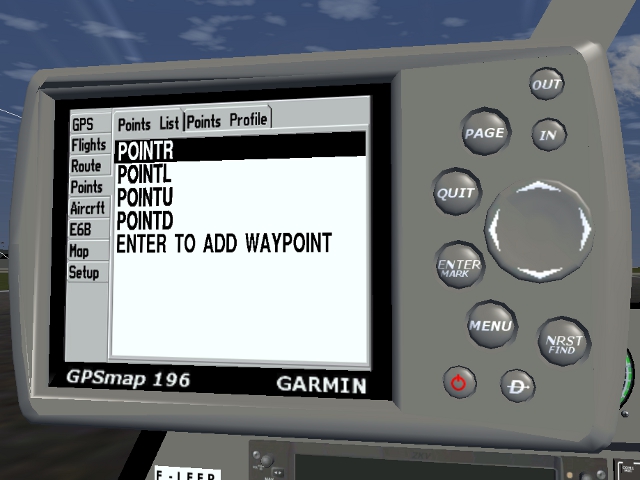 GPS
Flights
Route
Points
Aircrft
E6B
Map
Setup
Points List
Points Profile
POINTR
POINTL
POINTU
POINTD
ENTER TO ADD WAYPOINT
GPSmap 196
GARMIN
OUT
PAGE
IN
QUIT
ENTER
MARK
MENU
NRST
FIND
D